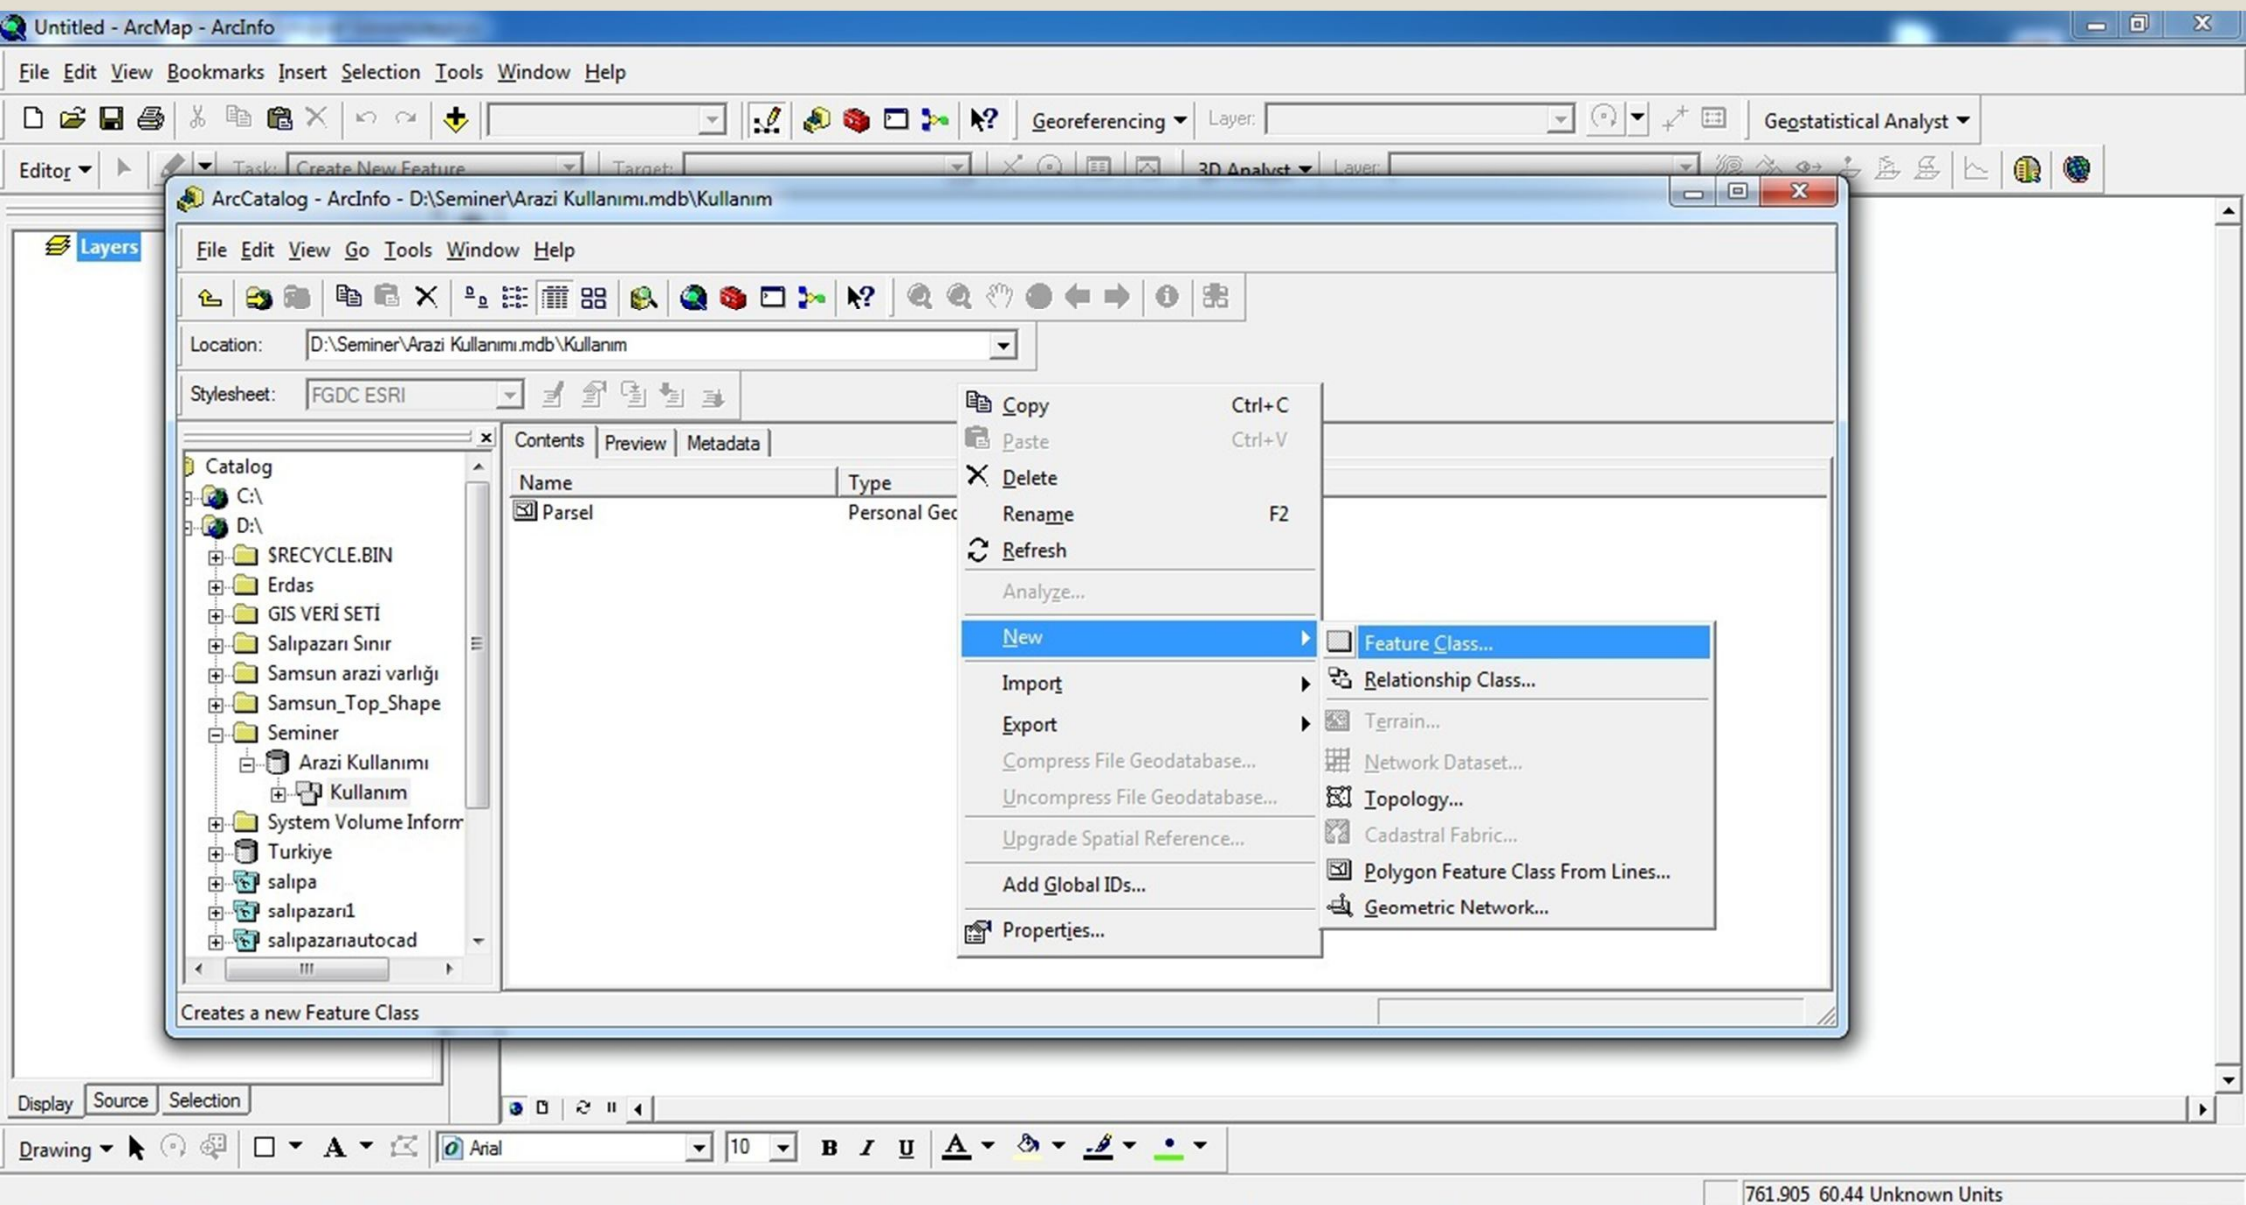 Untitled - ArcMap - ArcInfo
File Edit View Bookmarks Insert Selection Tools Window Help
Georeferencing Layer: Geostatistical Analyst
Editor Task: Create New Feature Target: 3D Analyst Layer:
ArcCatalog - ArcInfo - D:\Seminer\Arazi Kullanımı.mdb\Kullanım
Layers
File Edit View Go Tools Window Help
Location: D:\Seminer\Arazi Kullanımı.mdb\Kullanım
Stylesheet: FGDC ESRI
Contents Preview Metadata
Name Type
Parsel Personal Geo
Catalog
C:\
D:\
$RECYCLE.BIN
Erdas
GIS VERİ SETİ
Salıpazarı Sınır
Samsun arazi varlığı
Samsun_Top_Shape
Seminer
Arazi Kullanımı
Kullanım
System Volume Inform
Turkiye
salıpa
salıpazarı1
salıpazarıautocad
Copy Ctrl+C
Paste Ctrl+V
Delete
Rename F2
Refresh
Analyze...
New
Import
Export
Compress File Geodatabase...
Uncompress File Geodatabase...
Upgrade Spatial Reference...
Add Global IDs...
Properties...
Feature Class...
Relationship Class...
Terrain...
Network Dataset...
Topology...
Cadastral Fabric...
Polygon Feature Class From Lines...
Geometric Network...
Creates a new Feature Class
Display Source Selection
Drawing A Arial 10 B I U A
761.905 60.44 Unknown Units